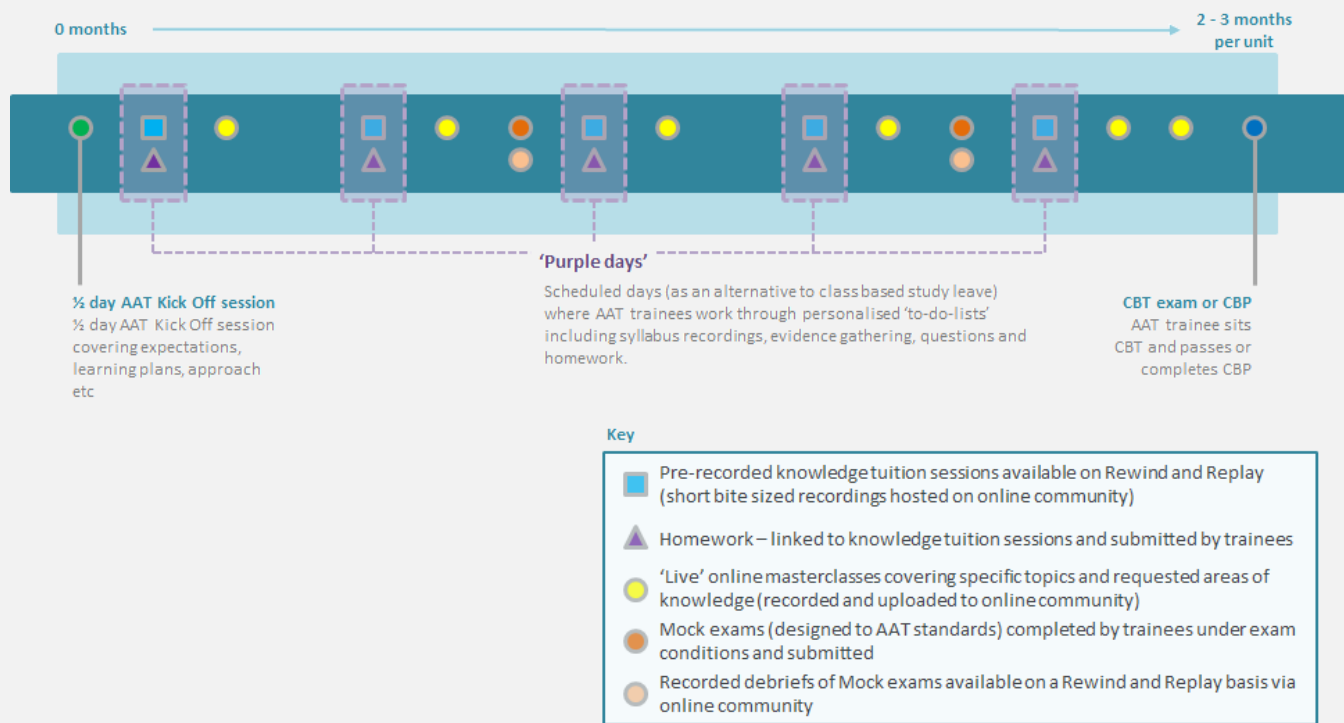 0 months
2 - 3 months
per unit
‘Purple days’
Scheduled days (as an alternative to class based study leave)
where AAT trainees work through personalised ‘to-do-lists’
including syllabus recordings, evidence gathering, questions and
homework.
½ day AAT Kick Off session
½ day AAT Kick Off session
covering expectations,
learning plans, approach
etc
CBT exam or CBP
AAT trainee sits
CBT and passes or
completes CBP
Key
Pre-recorded knowledge tuition sessions available on Rewind and Replay
(short bite sized recordings hosted on online community)
Homework – linked to knowledge tuition sessions and submitted by trainees
‘Live’ online masterclasses covering specific topics and requested areas of
knowledge (recorded and uploaded to online community)
Mock exams (designed to AAT standards) completed by trainees under exam
conditions and submitted
Recorded debriefs of Mock exams available on a Rewind and Replay basis via
online community